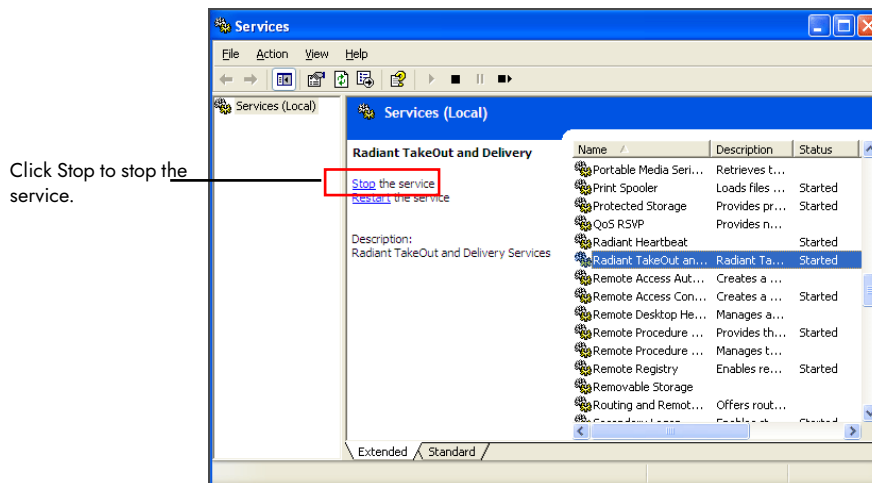 Services
File Action View Help
Services (Local)
Services (Local)
Click Stop to stop the
service.
Radiant TakeOut and Delivery
Stop the service
Restart the service
Description:
Radiant TakeOut and Delivery Services
Name Description Status
Portable Media Seri... Retrieves t...
Print Spooler Loads files ... Started
Protected Storage Provides pr... Started
QoS RSVP Provides n...
Radiant Heartbeat Started
Radiant TakeOut an... Radiant Ta... Started
Remote Access Aut... Creates a ...
Remote Access Con... Creates a ... Started
Remote Desktop He... Manages a...
Remote Procedure ... Provides th... Started
Remote Procedure ... Manages t...
Remote Registry Enables re... Started
Removable Storage
Routing and Remot... Offers rout...
Extended Standard